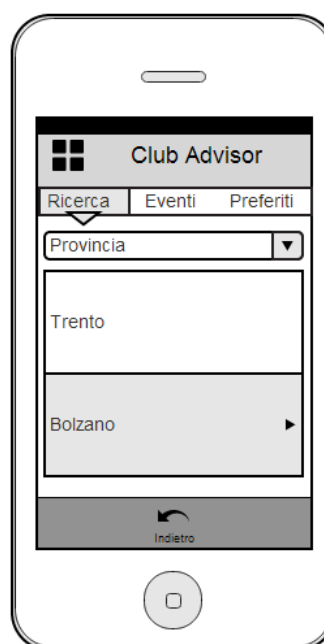 Club Advisor
Ricerca Eventi Preferiti
Provincia
Trento
Bolzano
Indietro